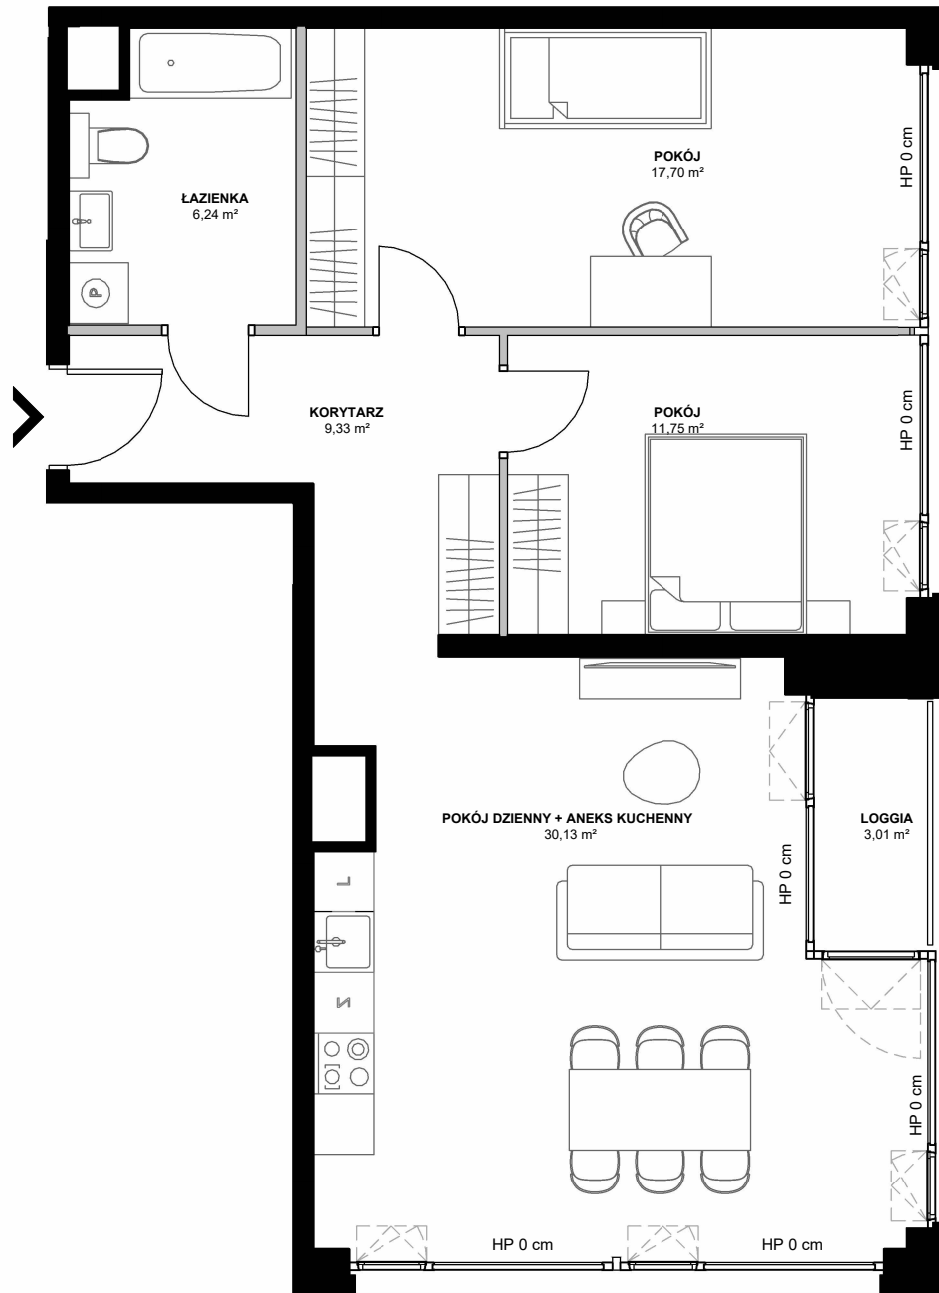 POKÓJ
17,70 m²
HP 0 cm
ŁAZIENKA
6,24 m²
P
KORYTARZ
9,33 m²
POKÓJ
11,75 m²
HP 0 cm
POKÓJ DZIENNY + ANEKS KUCHENNY
30,13 m²
LOGGIA
3,01 m²
HP 0 cm
L
N
HP 0 cm
HP 0 cm
HP 0 cm